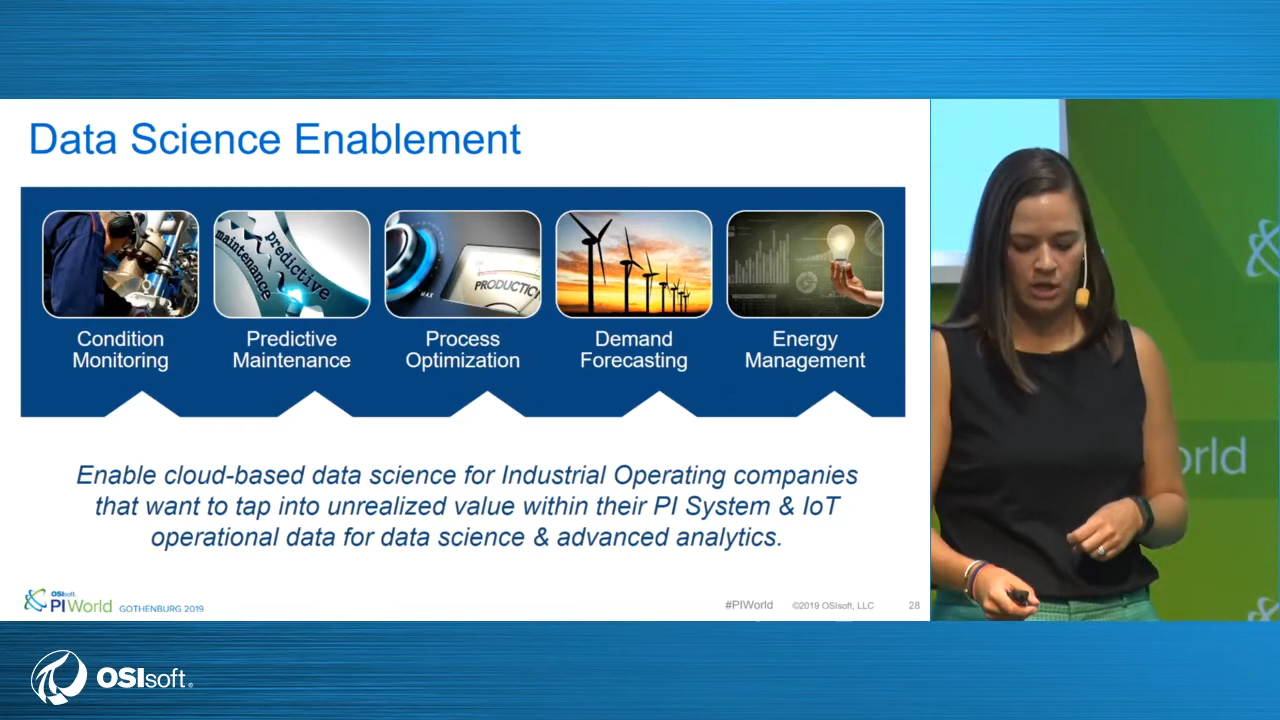 Data Science Enablement
maintenance
predictive
MAX
PRODUCTION
Condition
Monitoring
Predictive
Maintenance
Process
Optimization
Demand
Forecasting
Energy
Management
Enable cloud-based data science for Industrial Operating companies
that want to tap into unrealized value within their PI System & IoT
operational data for data science & advanced analytics.
OSIsoft.
PI World GOTHENBURG 2019
#PIWorld ©2019 OSIsoft, LLC 28
orld
OSIsoft®